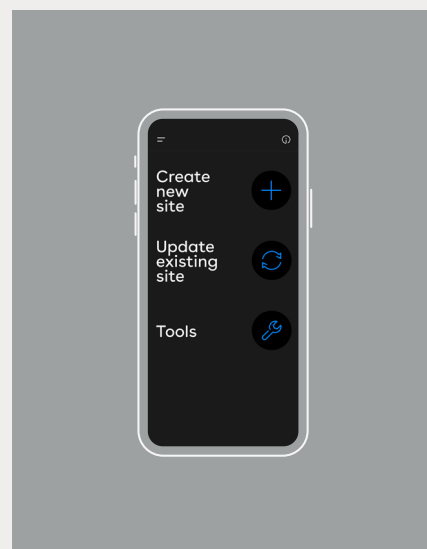 Create
new
site
Update
existing
site
Tools